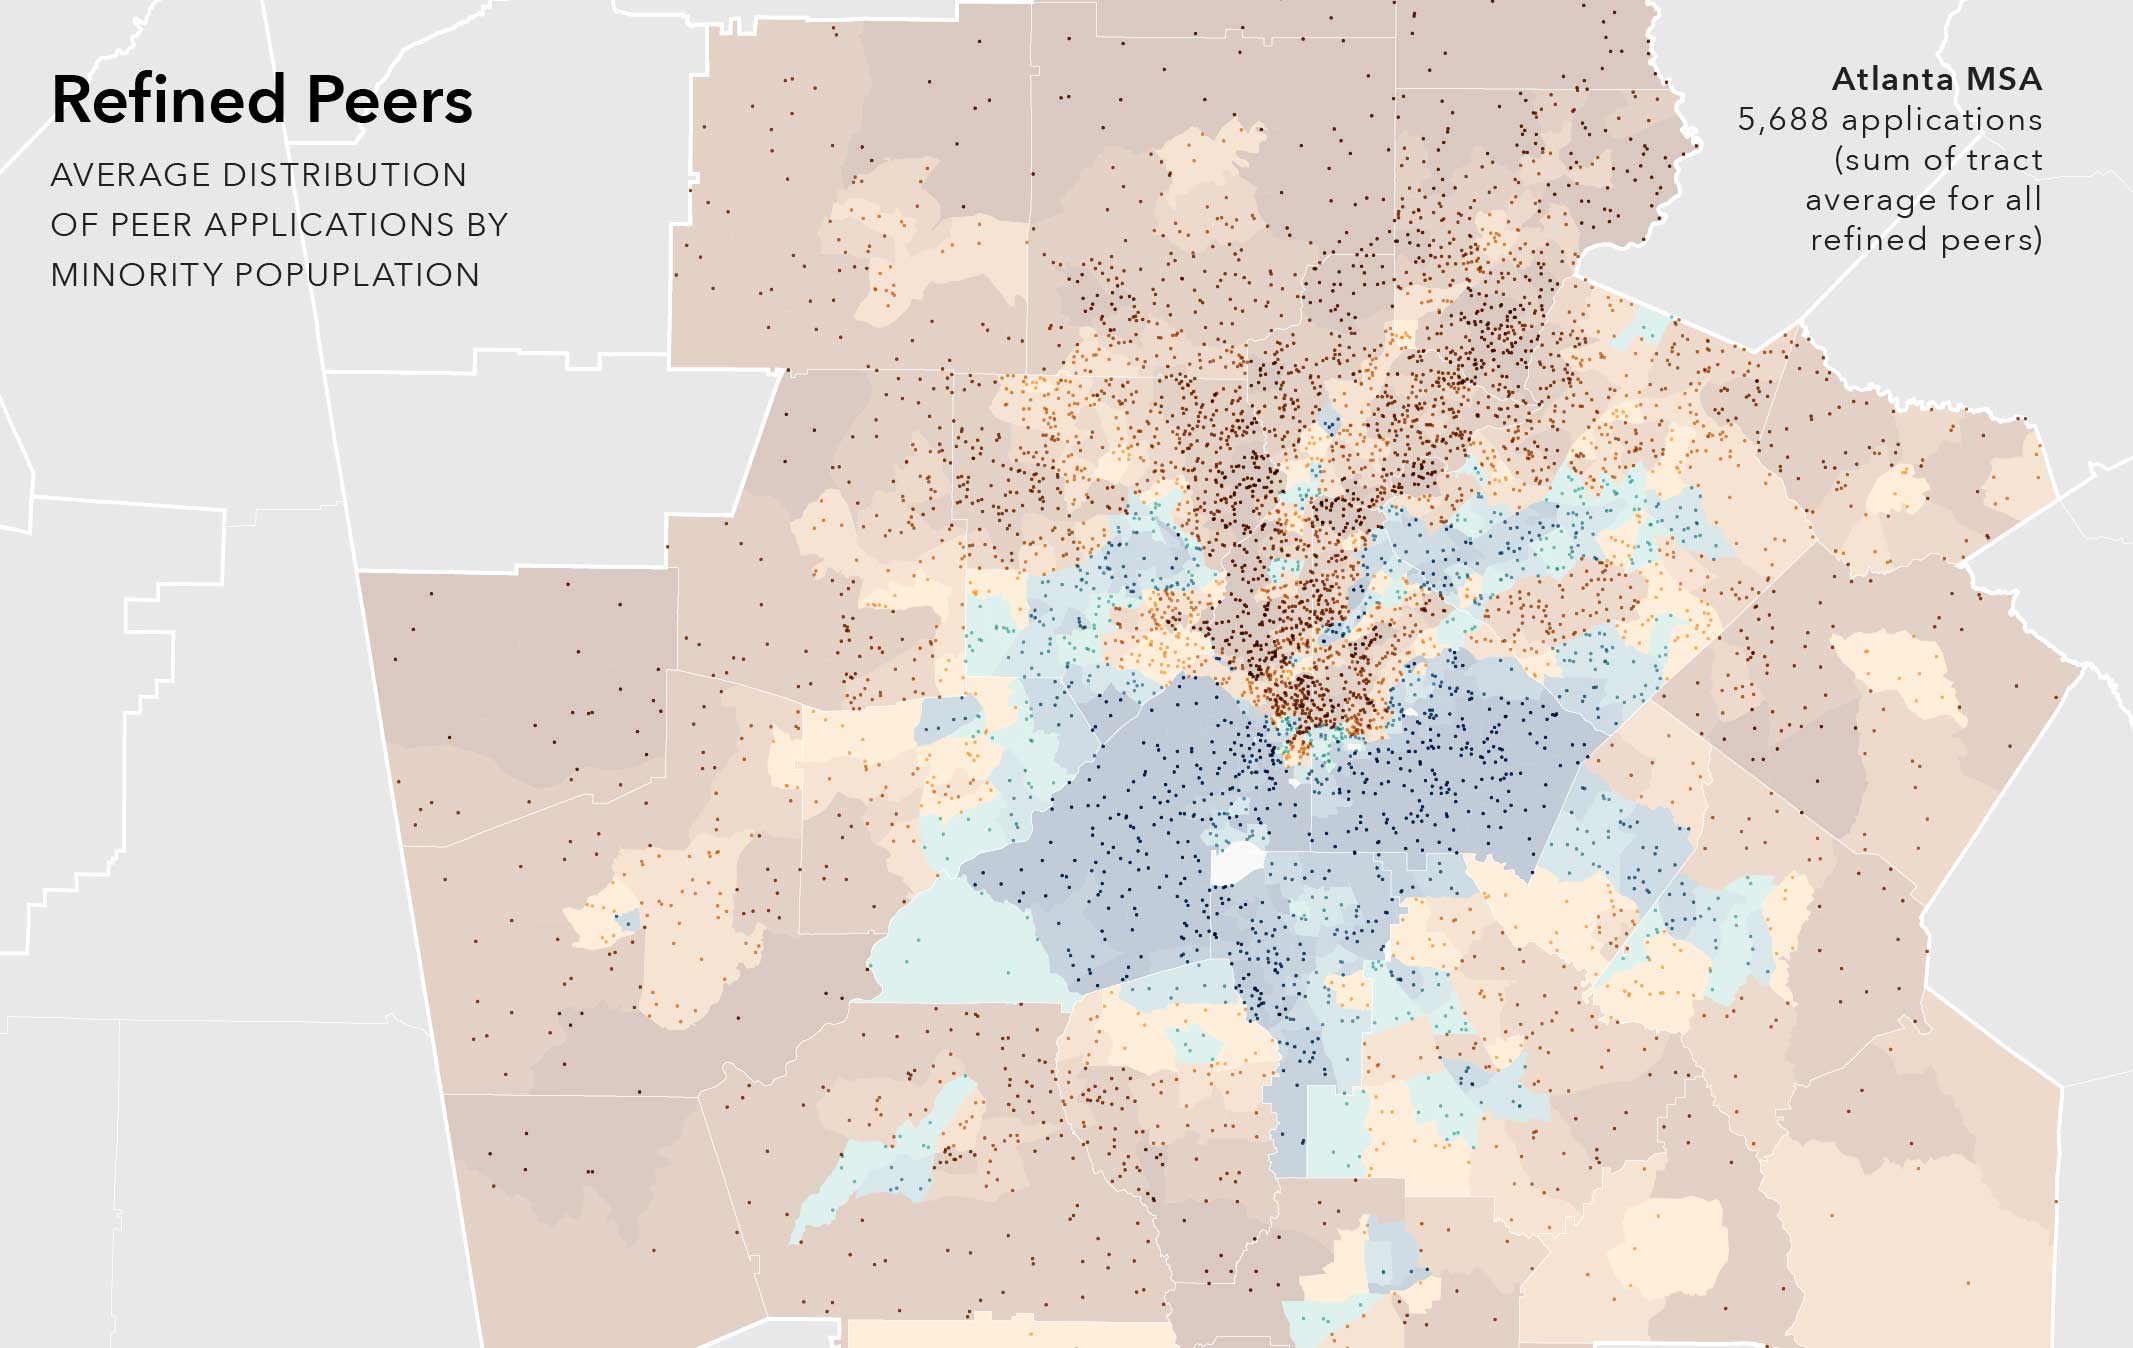 Refined Peers
AVERAGE DISTRIBUTION
OF PEER APPLICATIONS BY
MINORITY POPUPLATION
Atlanta MSA
5,688 applications
(sum of tract
average for all
refined peers)